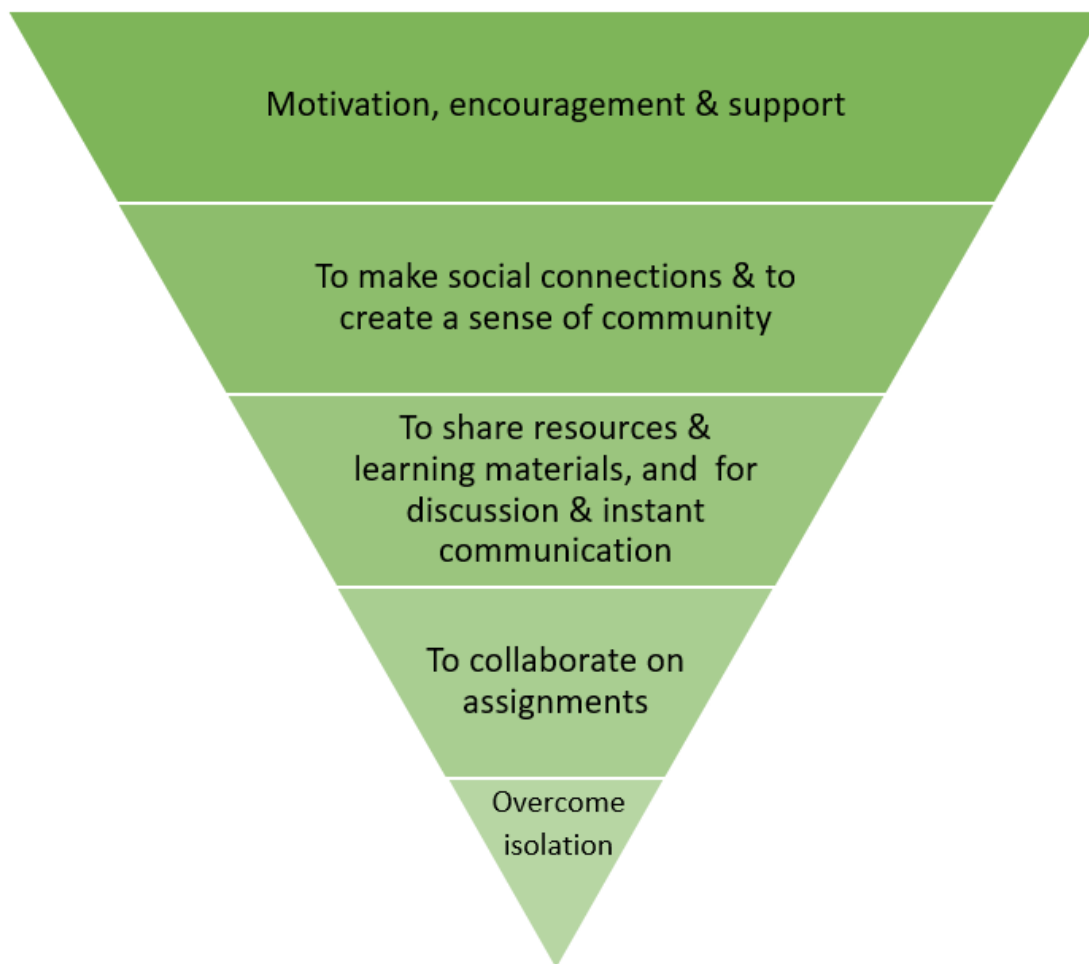 Motivation, encouragement & support
To make social connections & to
create a sense of community
To share resources &
learning materials, and  for
discussion & instant
communication
To collaborate on
assignments
Overcome
isolation